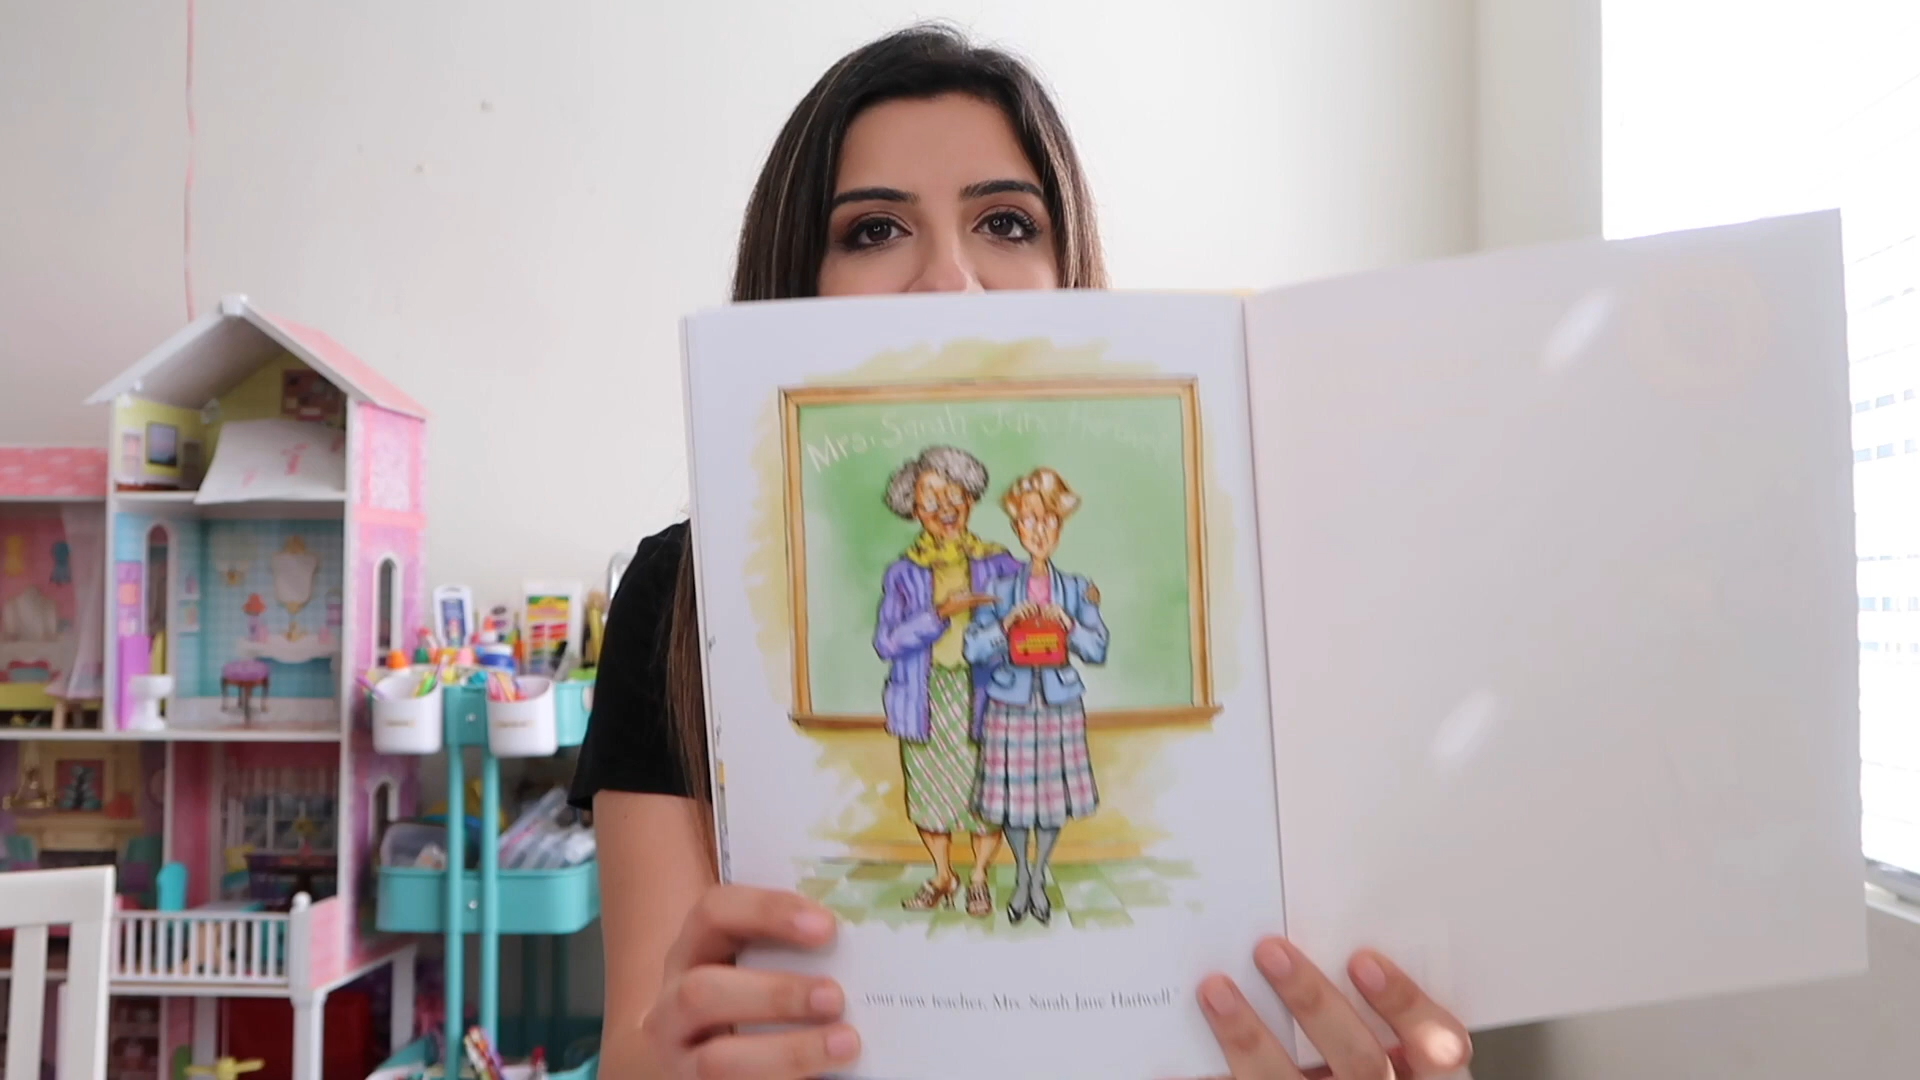 Mrs. Sarah Jane Hartwell
...your new teacher, Mrs. Sarah Jane Hartwell."